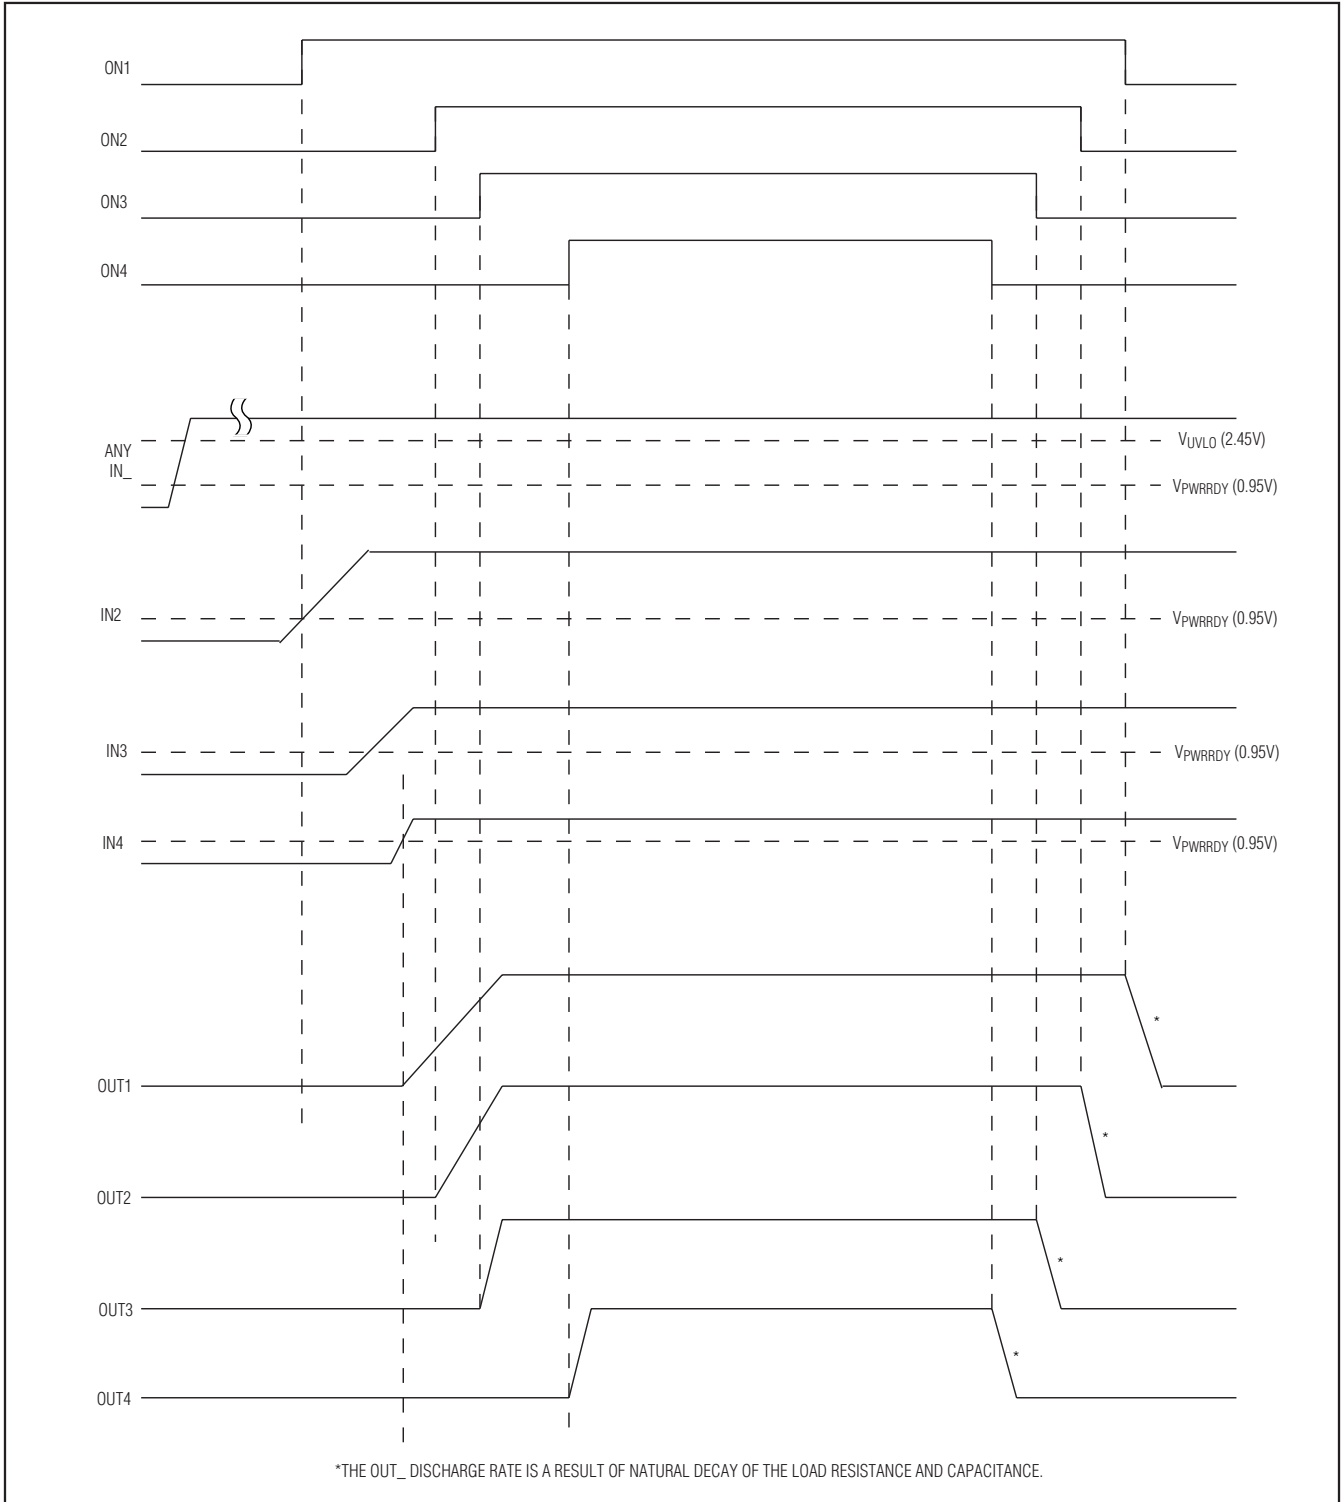 ON1
ON2
ON3
ON4
ANY
IN_
VUVLO (2.45V)
VPWRRDY (0.95V)
IN2
VPWRRDY (0.95V)
IN3
VPWRRDY (0.95V)
IN4
VPWRRDY (0.95V)
*
OUT1
*
OUT2
*
OUT3
*
OUT4
*THE OUT_ DISCHARGE RATE IS A RESULT OF NATURAL DECAY OF THE LOAD RESISTANCE AND CAPACITANCE.